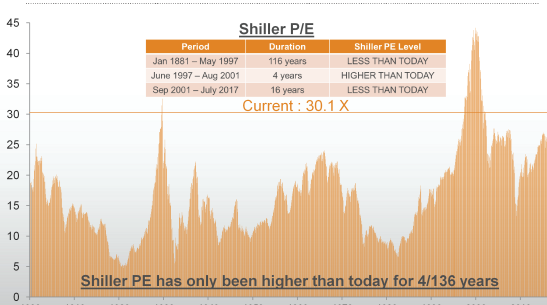 Shiller P/E
Period Duration Shiller PE Level
Jan 1881 – May 1997 116 years LESS THAN TODAY
June 1997 – Aug 2001 4 years HIGHER THAN TODAY
Sep 2001 – July 2017 16 years LESS THAN TODAY
Current : 30.1 X
45
40
35
30
25
20
15
10
5
0
Shiller PE has only been higher than today for 4/136 years